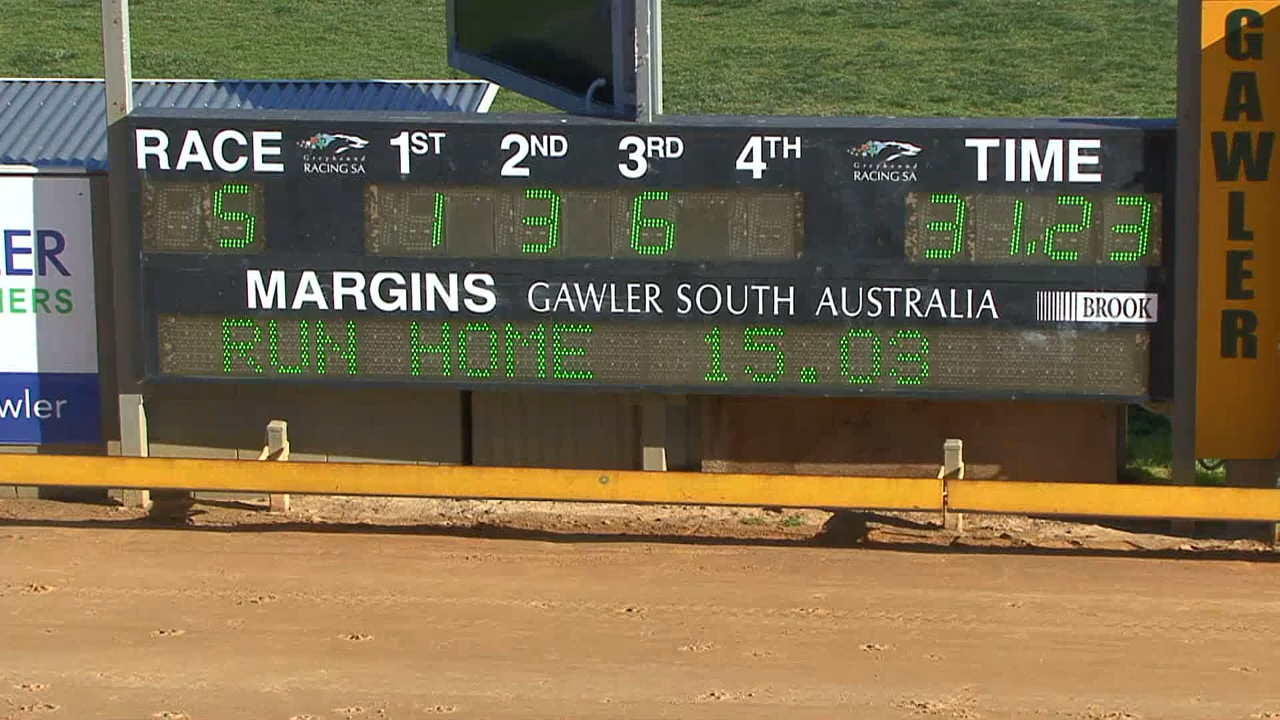 RACE Greyhound RACING SA 1ST 2ND 3RD 4TH Greyhound RACING SA TIME
5 1 3 6 31.23
MARGINS GAWLER SOUTH AUSTRALIA BROOK
RUN HOME 15.03
GAWLER
ER
ERS
wler